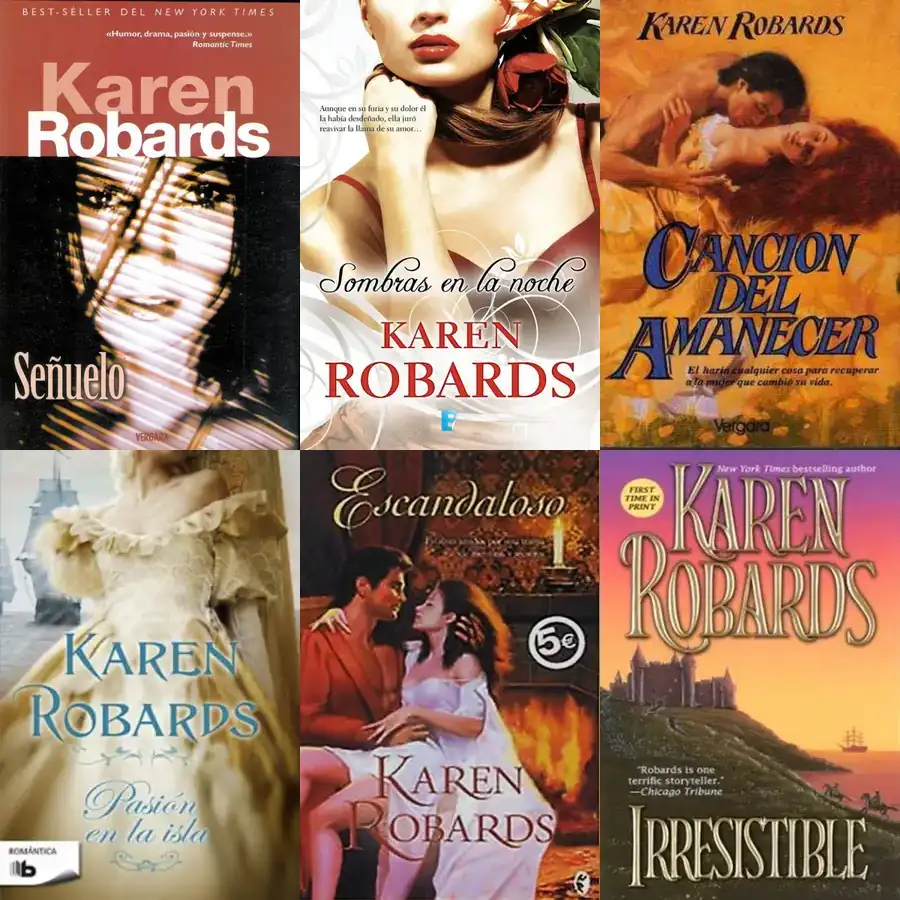 BEST-SELLER DEL NEW YORK TIMES
«Humor, drama, pasión y suspense.»
Romantic Times
Karen
Robards
Señuelo
VERGARA
Aunque en su furia y su dolor él
la había desdeñado, ella juró
reavivar la llama de su amor...
Sombras en la noche
KAREN
ROBARDS
B
KAREN ROBARDS
CANCION
DEL
AMANECER
El haría cualquier cosa para recuperar
a la mujer que cambió su vida.
Vergara
KAREN
ROBARDS
Pasión
en la isla
ROMÁNTICA
b
Escandaloso
5€
KAREN
ROBARDS
New York Times bestselling author
FIRST
TIME IN
PRINT
KAREN
ROBARDS
"Robards is one
terrific storyteller."
—Chicago Tribune
IRRESISTIBLE